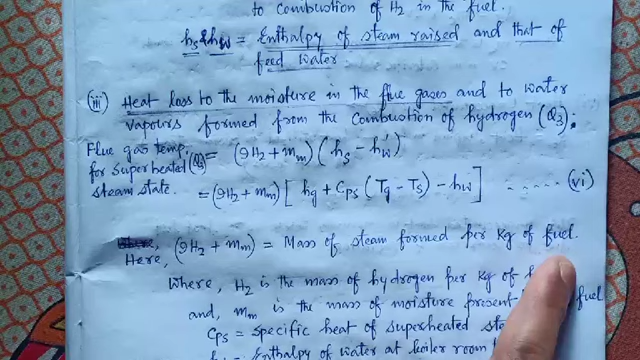 to Combustion of H2 in the fuel.
hs & hw = Enthalpy of steam raised and that of
feed water
(iii) Heat loss to the moisture in the flue gases and to water
vapours formed from the Combustion of hydrogen (Q3):
Flue gas temp. for superheated steam state. (Q3) = (9H2 + mm) (hs - hw')
= (9H2 + mm) [hg + Cps (Tg - Ts) - hw] ...... (vi)
Here, (9H2 + mm) = Mass of steam formed per Kg of fuel.
Where, H2 is the mass of hydrogen per Kg of
and, mm is the mass of moisture present fuel
Cps = specific heat of superheated
Enthalpy of water at boiler room